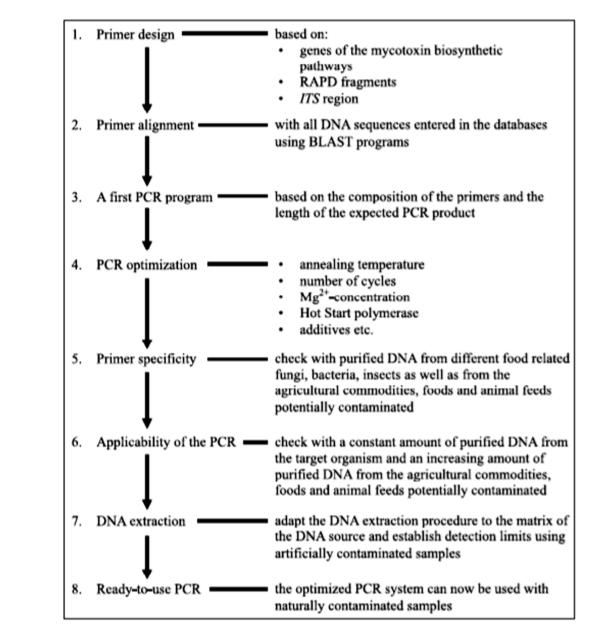 1. Primer design based on:
• genes of the mycotoxin biosynthetic
pathways
• RAPD fragments
• ITS region
2. Primer alignment with all DNA sequences entered in the databases
using BLAST programs
3. A first PCR program based on the composition of the primers and the
length of the expected PCR product
4. PCR optimization • annealing temperature
• number of cycles
• Mg²⁺-concentration
• Hot Start polymerase
• additives etc.
5. Primer specificity check with purified DNA from different food related
fungi, bacteria, insects as well as from the
agricultural commodities, foods and animal feeds
potentially contaminated
6. Applicability of the PCR check with a constant amount of purified DNA from
the target organism and an increasing amount of
purified DNA from the agricultural commodities,
foods and animal feeds potentially contaminated
7. DNA extraction adapt the DNA extraction procedure to the matrix of
the DNA source and establish detection limits using
artificially contaminated samples
8. Ready-to-use PCR the optimized PCR system can now be used with
naturally contaminated samples